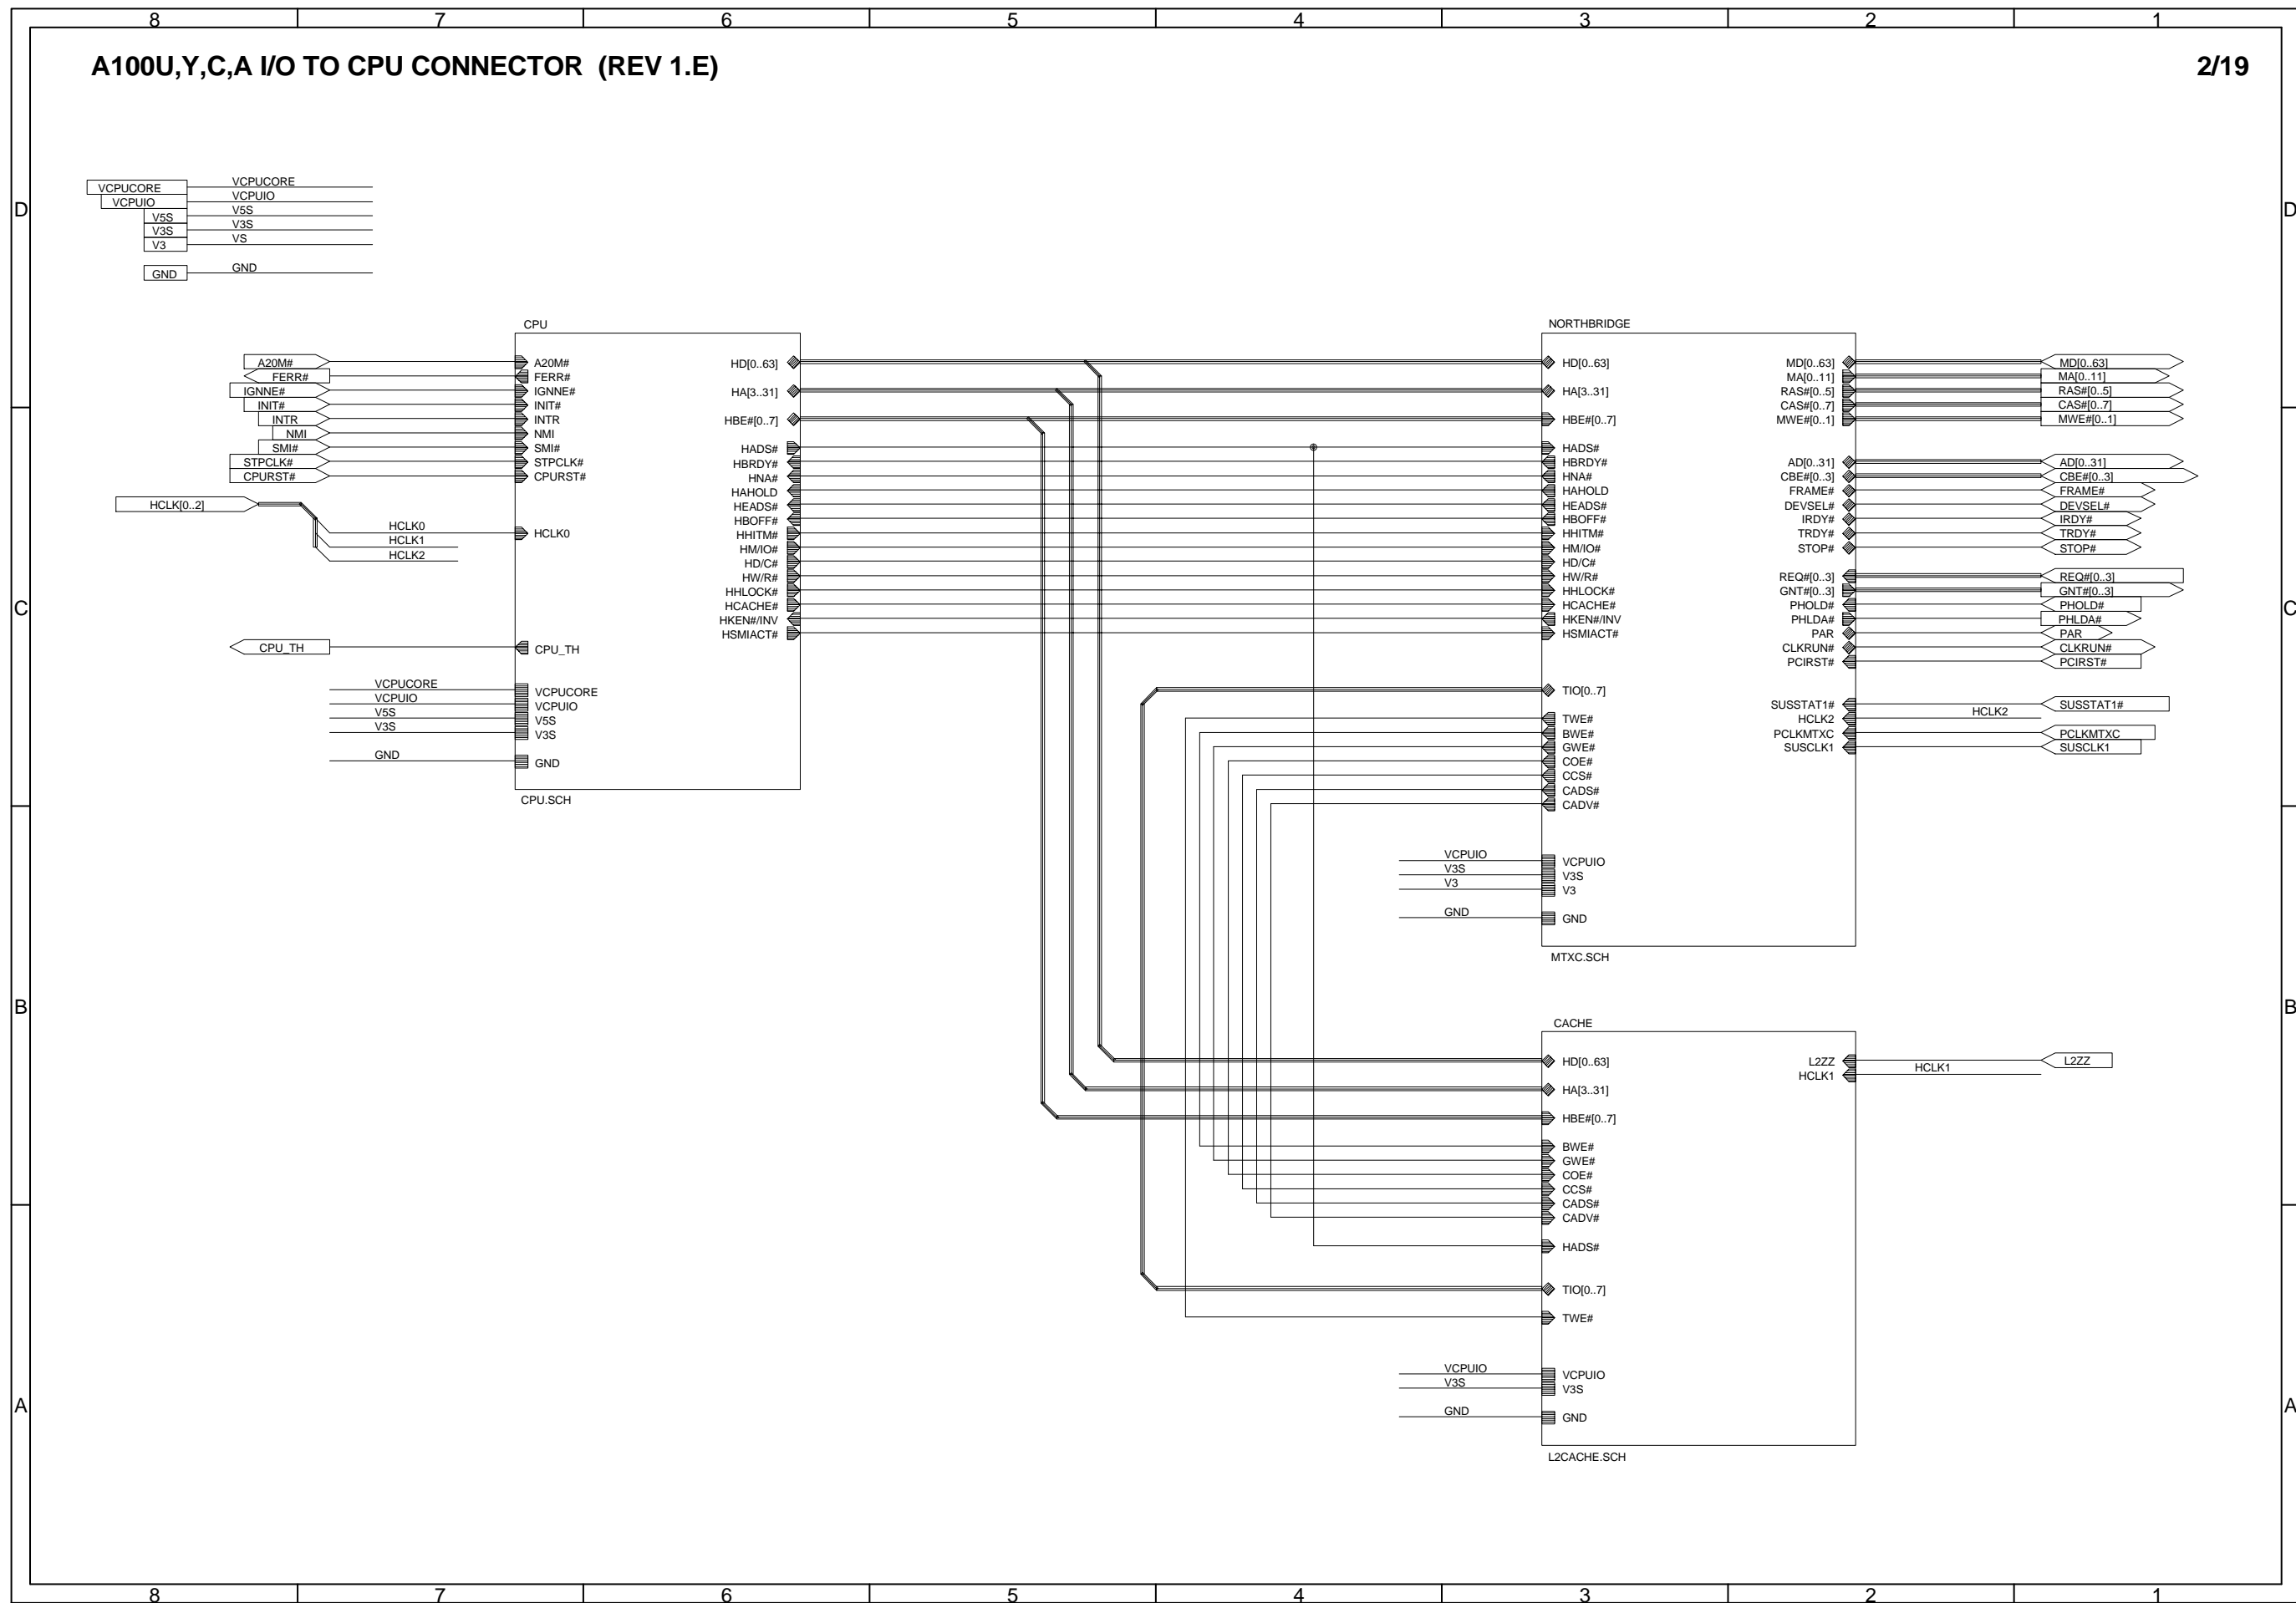 8 7 6 5 4 3 2 1
A100U,Y,C,A I/O TO CPU CONNECTOR (REV 1.E)
2/19
D
D
VCPUCORE VCPUCORE
VCPUIO VCPUIO
V5S V5S
V3S V3S
V3 VS
GND GND
CPU
A20M# A20M#
FERR# FERR#
IGNNE# IGNNE#
INIT# INIT#
INTR INTR
NMI NMI
SMI# SMI#
STPCLK# STPCLK#
CPURST# CPURST#
HCLK[0..2]
HCLK0 HCLK0
HCLK1
HCLK2
CPU_TH CPU_TH
VCPUCORE VCPUCORE
VCPUIO VCPUIO
V5S V5S
V3S V3S
GND GND
HD[0..63]
HA[3..31]
HBE#[0..7]
HADS#
HBRDY#
HNA#
HAHOLD
HEADS#
HBOFF#
HHITM#
HM/IO#
HD/C#
HW/R#
HHLOCK#
HCACHE#
HKEN#/INV
HSMIACT#
CPU.SCH
NORTHBRIDGE
HD[0..63]
HA[3..31]
HBE#[0..7]
HADS#
HBRDY#
HNA#
HAHOLD
HEADS#
HBOFF#
HHITM#
HM/IO#
HD/C#
HW/R#
HHLOCK#
HCACHE#
HKEN#/INV
HSMIACT#
TIO[0..7]
TWE#
BWE#
GWE#
COE#
CCS#
CADS#
CADV#
VCPUIO VCPUIO
V3S V3S
V3 V3
GND GND
MD[0..63] MD[0..63]
MA[0..11] MA[0..11]
RAS#[0..5] RAS#[0..5]
CAS#[0..7] CAS#[0..7]
MWE#[0..1] MWE#[0..1]
AD[0..31] AD[0..31]
CBE#[0..3] CBE#[0..3]
FRAME# FRAME#
DEVSEL# DEVSEL#
IRDY# IRDY#
TRDY# TRDY#
STOP# STOP#
REQ#[0..3] REQ#[0..3]
GNT#[0..3] GNT#[0..3]
PHOLD# PHOLD#
PHLDA# PHLDA#
PAR PAR
CLKRUN# CLKRUN#
PCIRST# PCIRST#
SUSSTAT1# SUSSTAT1#
HCLK2 HCLK2
PCLKMTXC PCLKMTXC
SUSCLK1 SUSCLK1
MTXC.SCH
C
C
B
B
CACHE
HD[0..63]
HA[3..31]
HBE#[0..7]
BWE#
GWE#
COE#
CCS#
CADS#
CADV#
HADS#
TIO[0..7]
TWE#
VCPUIO VCPUIO
V3S V3S
GND GND
L2ZZ L2ZZ
HCLK1 HCLK1
L2CACHE.SCH
A
A
8 7 6 5 4 3 2 1